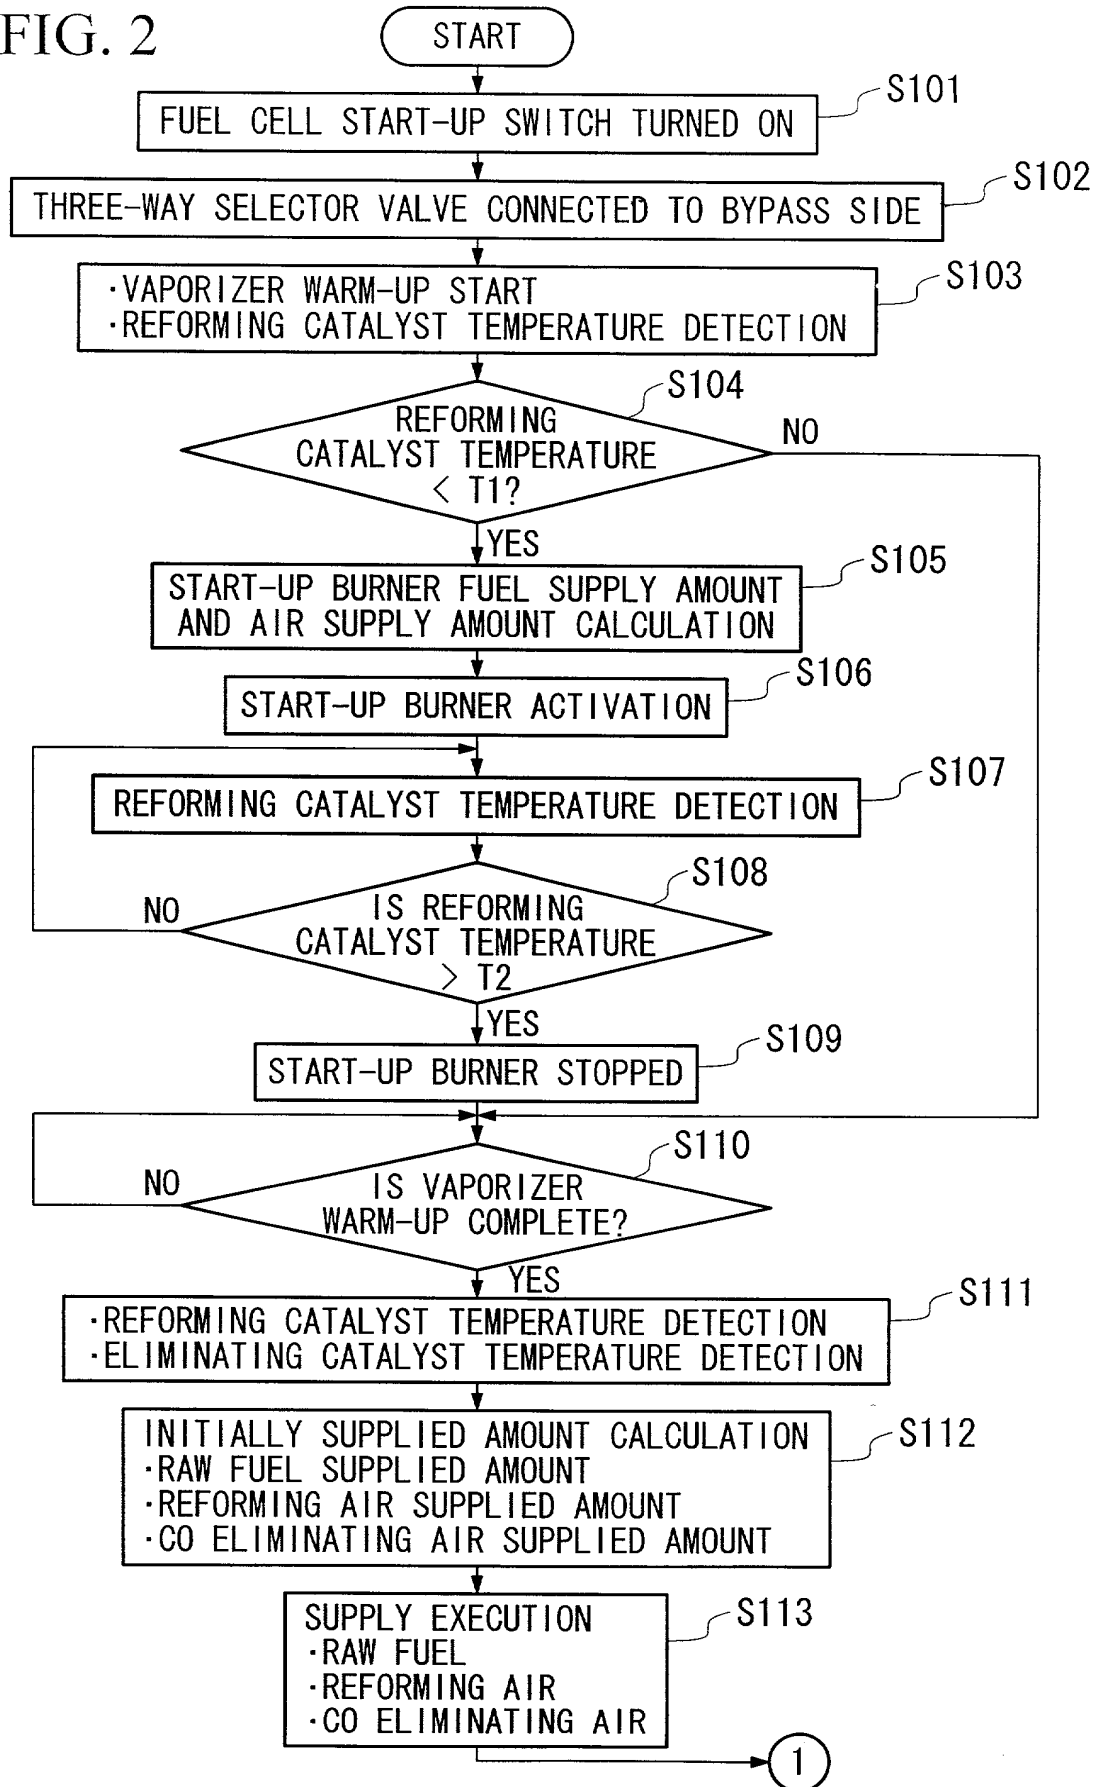 FIG. 2
START
S101
FUEL CELL START-UP SWITCH TURNED ON
S102
THREE-WAY SELECTOR VALVE CONNECTED TO BYPASS SIDE
S103
·VAPORIZER WARM-UP START
·REFORMING CATALYST TEMPERATURE DETECTION
S104
REFORMING
CATALYST TEMPERATURE
< T1?
NO
YES
S105
START-UP BURNER FUEL SUPPLY AMOUNT
AND AIR SUPPLY AMOUNT CALCULATION
S106
START-UP BURNER ACTIVATION
S107
REFORMING CATALYST TEMPERATURE DETECTION
S108
IS REFORMING
CATALYST TEMPERATURE
> T2
NO
YES
S109
START-UP BURNER STOPPED
S110
IS VAPORIZER
WARM-UP COMPLETE?
NO
YES
S111
·REFORMING CATALYST TEMPERATURE DETECTION
·ELIMINATING CATALYST TEMPERATURE DETECTION
S112
INITIALLY SUPPLIED AMOUNT CALCULATION
·RAW FUEL SUPPLIED AMOUNT
·REFORMING AIR SUPPLIED AMOUNT
·CO ELIMINATING AIR SUPPLIED AMOUNT
S113
SUPPLY EXECUTION
·RAW FUEL
·REFORMING AIR
·CO ELIMINATING AIR
1